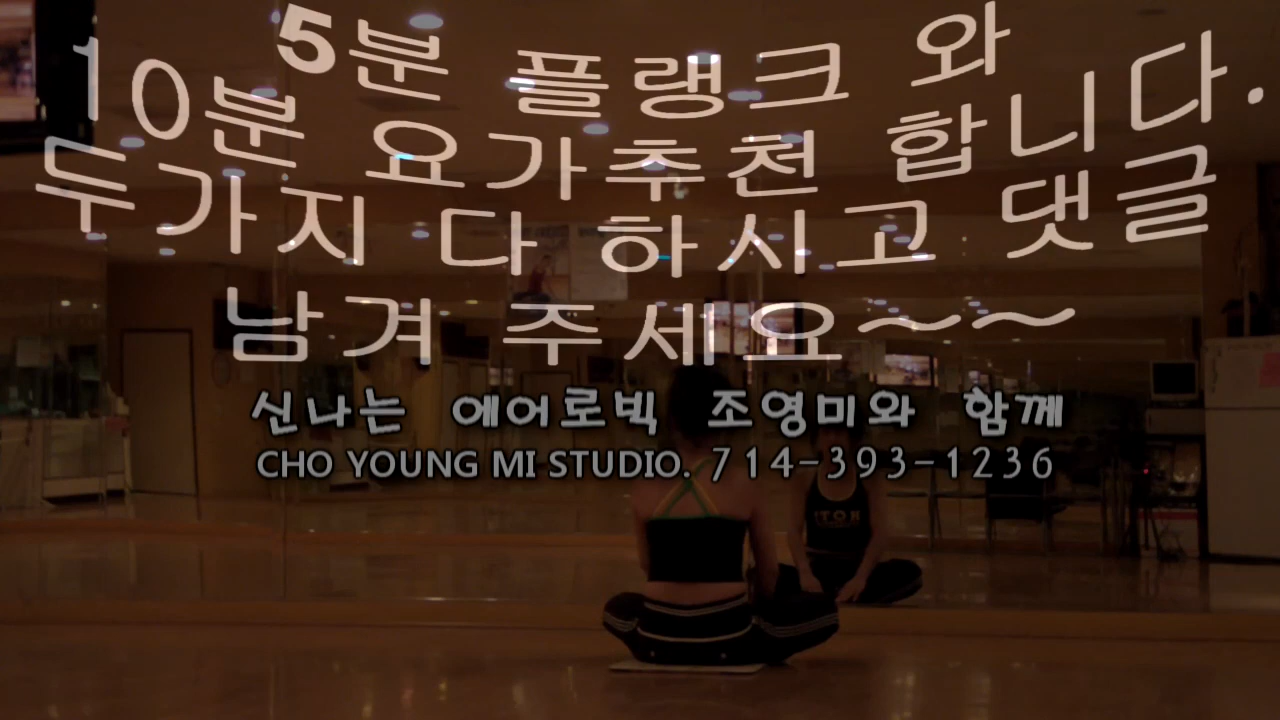 5분 플랭크 와
10분 요가추천 합니다.
두가지 다 하시고 댓글
남겨 주세요~~
신나는 에어로빅 조영미와 함께
CHO YOUNG MI STUDIO. 714-393-1236